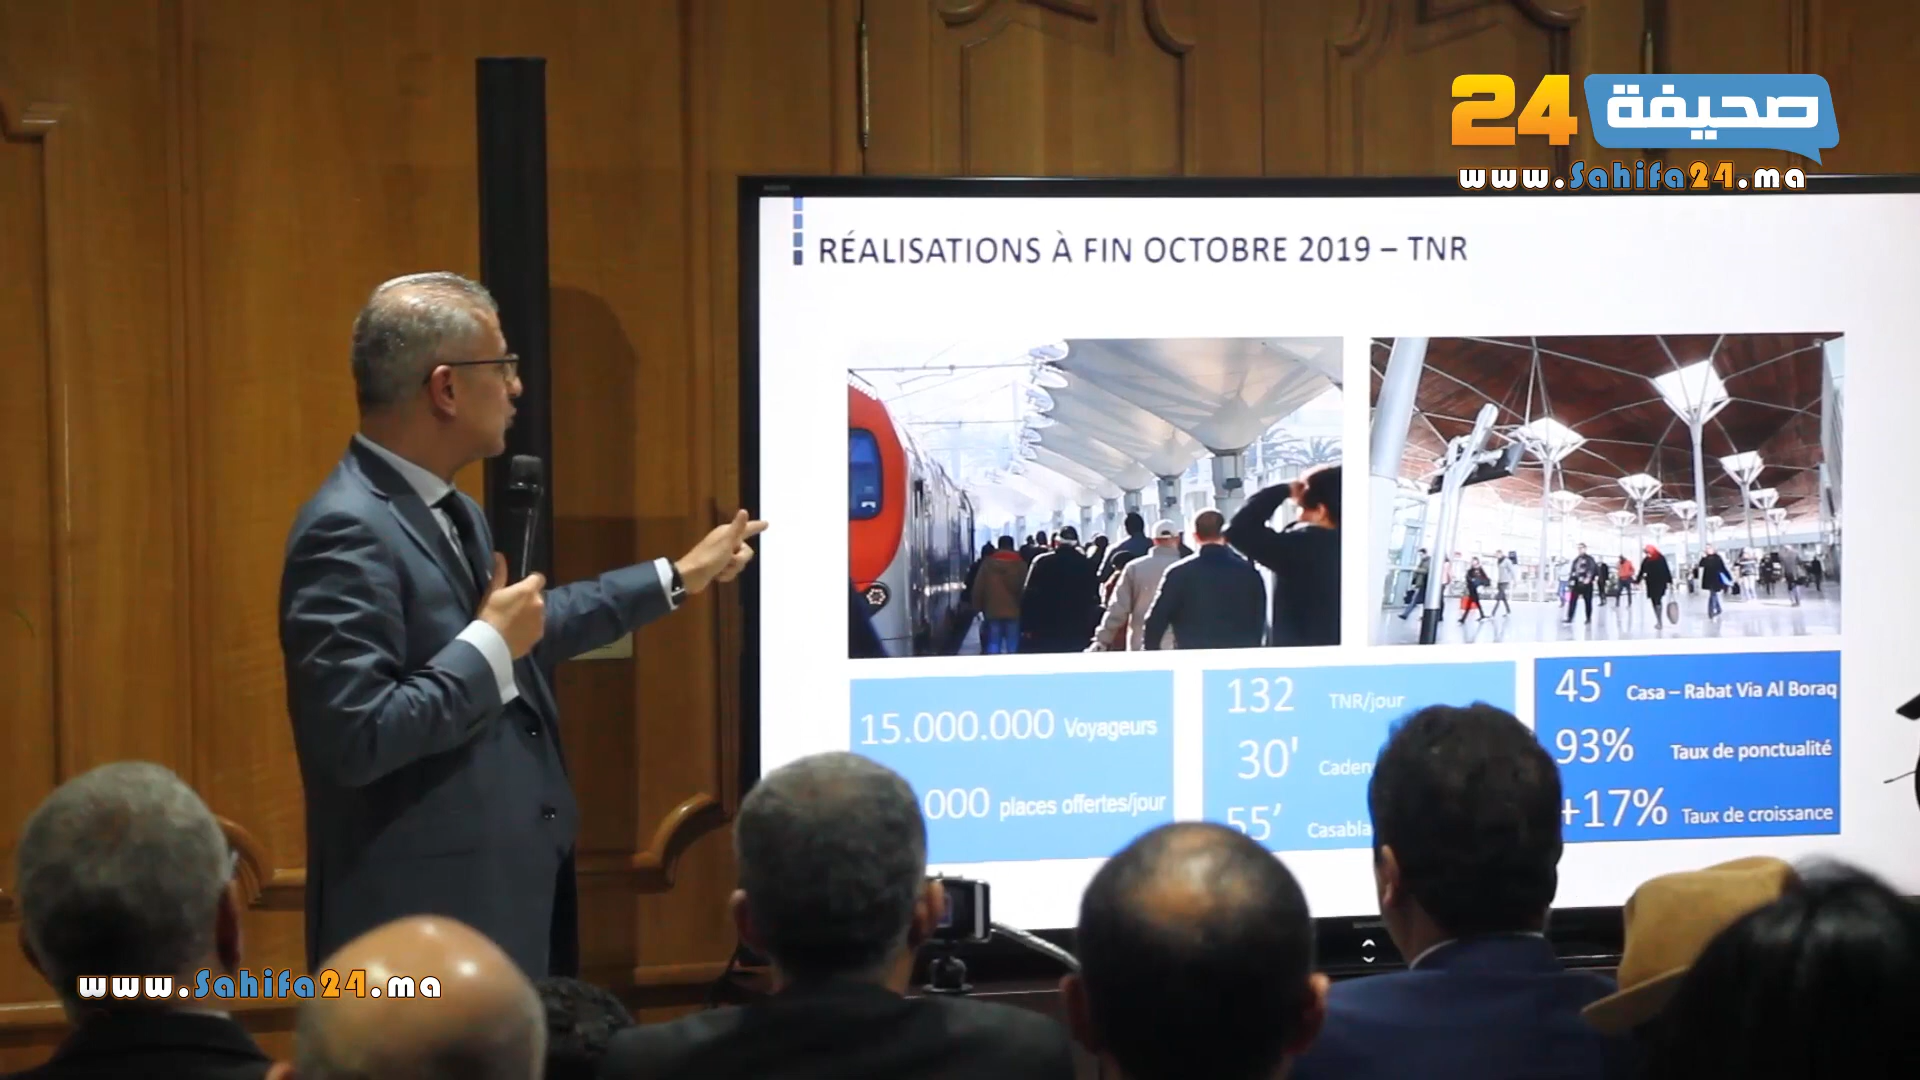 24 صحيفة
www.Sahifa24.ma
RÉALISATIONS À FIN OCTOBRE 2019 – TNR
15.000.000 Voyageurs
000 places offertes/jour
132 TNR/jour
30'
55'
45' Casa – Rabat Via Al Boraq
93% Taux de ponctualité
+17% Taux de croissance
www.Sahifa24.ma